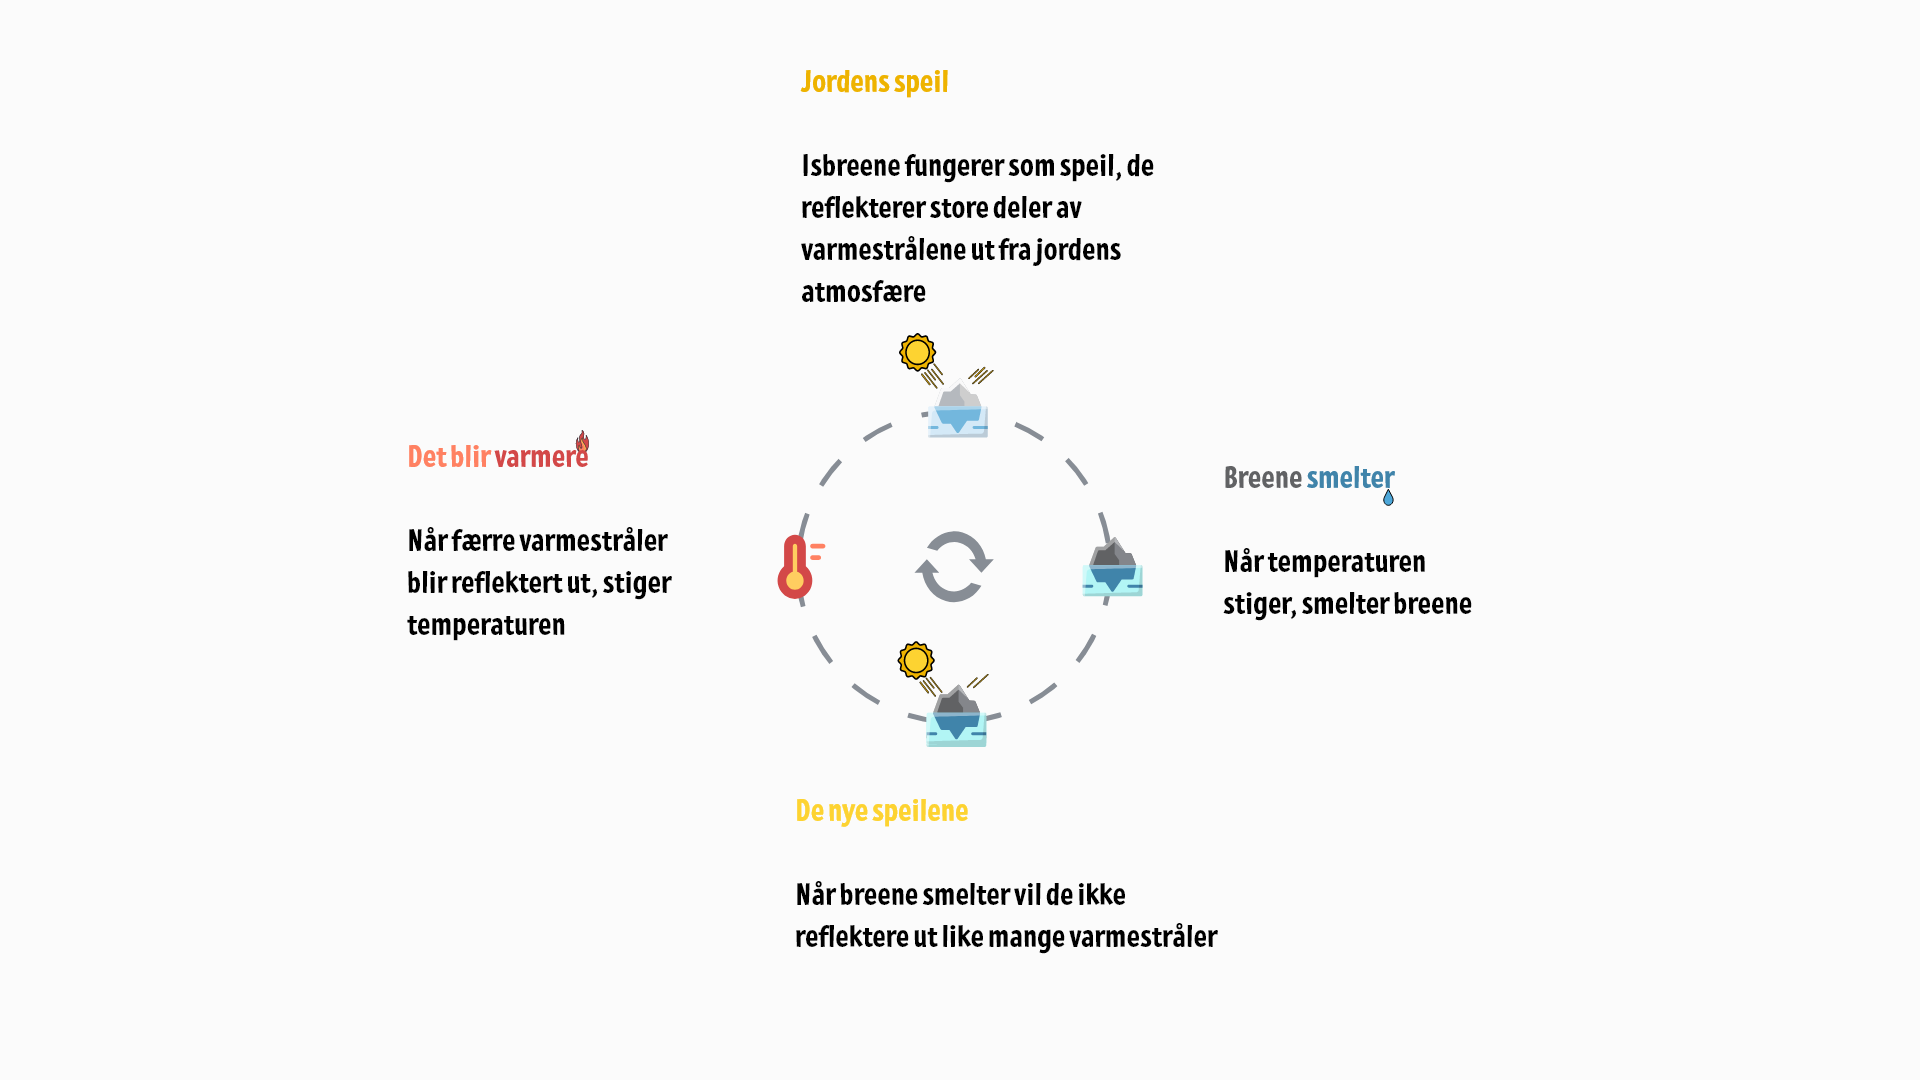 Jordens speil
Isbreene fungerer som speil, de
reflekterer store deler av
varmestrålene ut fra jordens
atmosfære
Breene smelter
Når temperaturen
stiger, smelter breene
De nye speilene
Når breene smelter vil de ikke
reflektere ut like mange varmestråler
Det blir varmere
Når færre varmestråler
blir reflektert ut, stiger
temperaturen